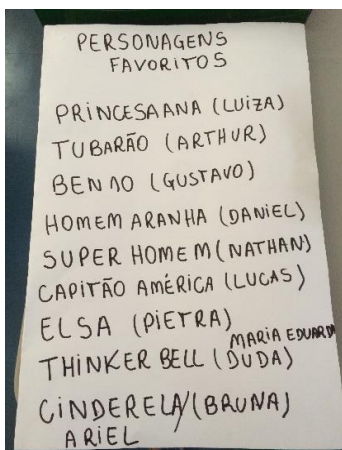 PERSONAGENS
FAVORITOS
PRINCESA ANA (LUIZA)
TUBARÃO (ARTHUR)
BEN 10 (GUSTAVO)
HOMEM ARANHA (DANIEL)
SUPER HOMEM (NATHAN)
CAPITÃO AMÉRICA (LUCAS)
ELSA (PIETRA)
MARIA EDUARDA
THINKER BELL (DUDA)
CINDERELA/(BRUNA)
ARIEL